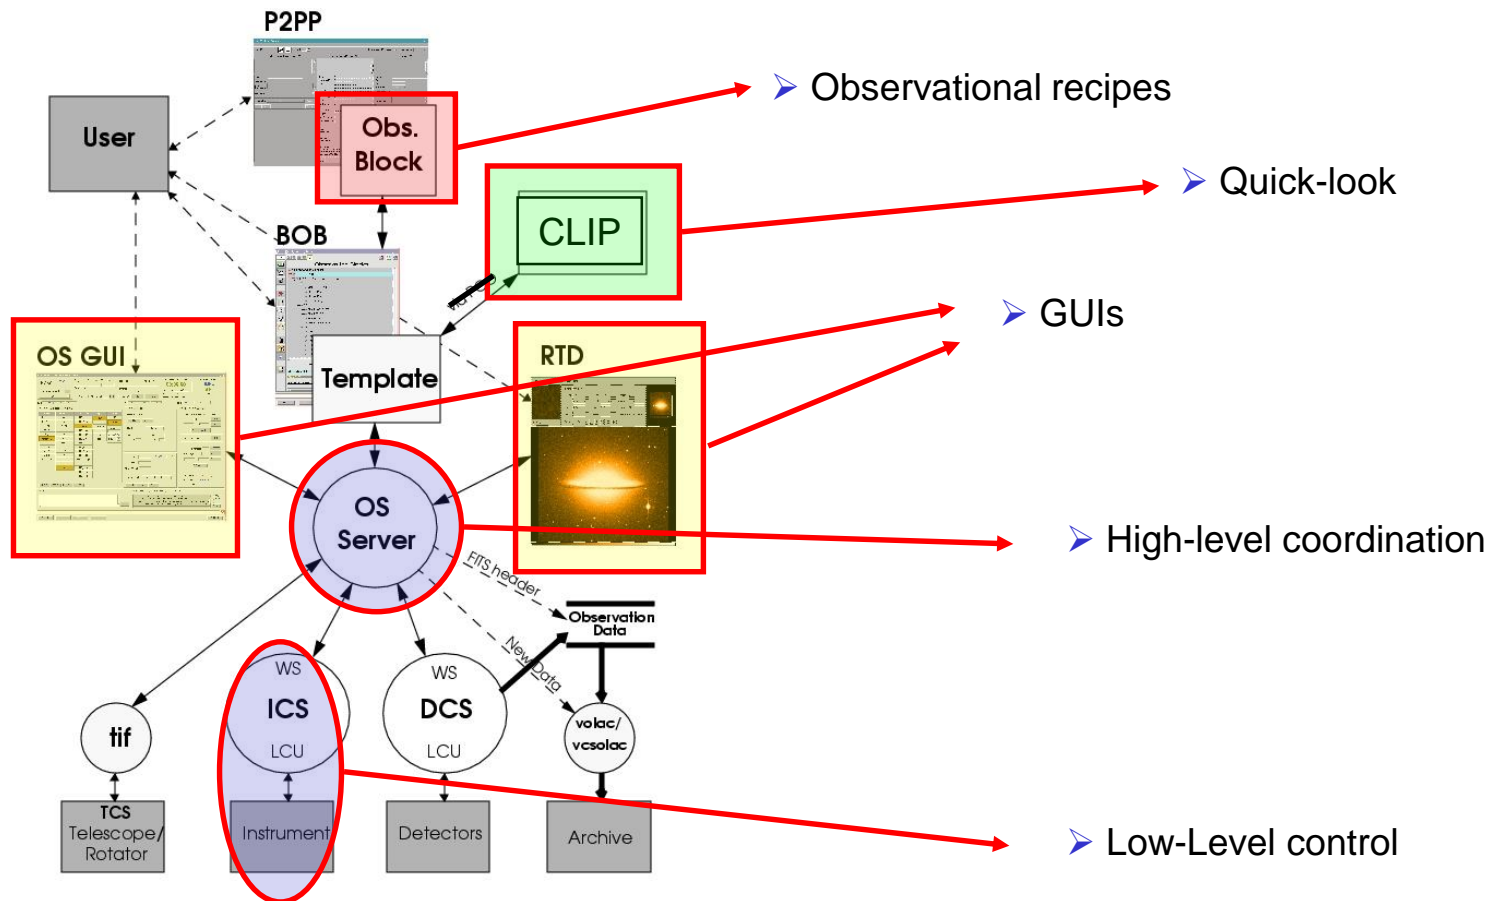 P2PP
➢ Observational recipes
User
Obs.
Block
➢ Quick-look
CLIP
BOB
via
➢ GUIs
OS GUI
RTD
Template
OS
Server
➢ High-level coordination
FITS header
Observation
Data
New Data
WS
ICS
LCU
WS
DCS
LCU
tif
volac/
vcsolac
TCS
Telescope/
Rotator
Instrument
Detectors
Archive
➢ Low-Level control